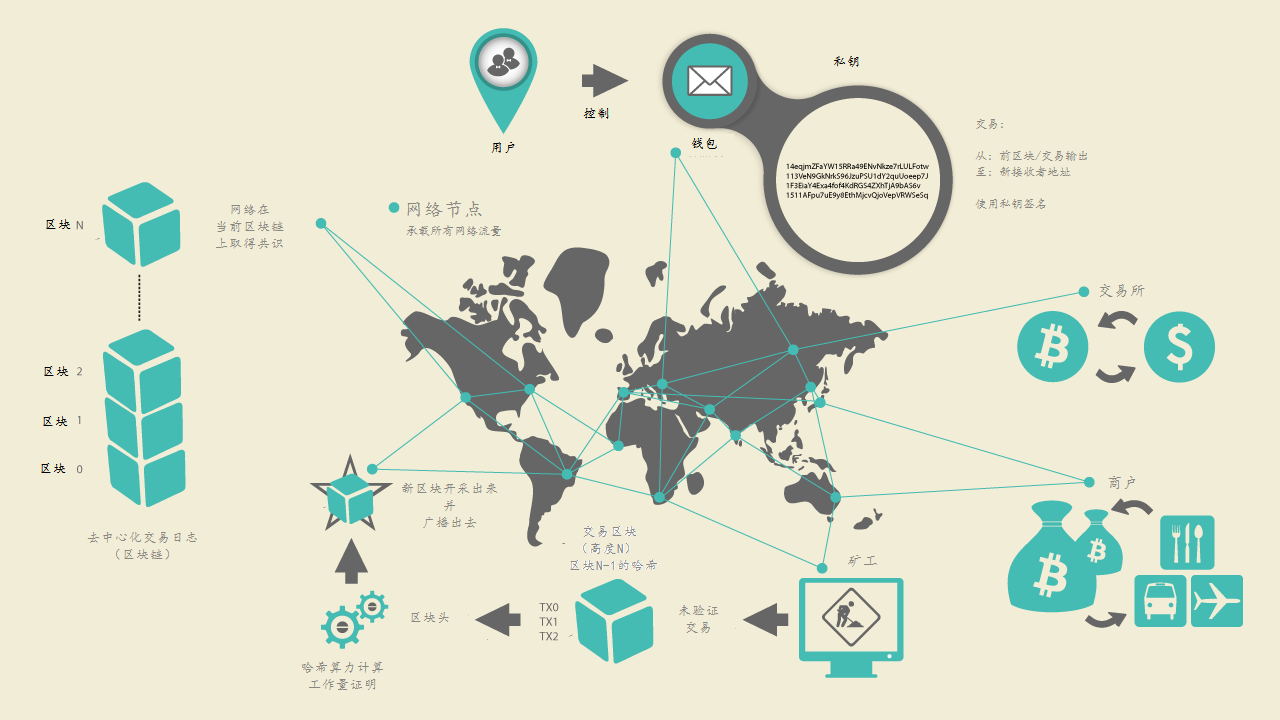 私钥
控制
用户
钱包
14eqjmZFaYW15RRa49ENvNkze7rLULFotw
113VeN9GkNrkS96JzuPSU1dY2quUoeep7J
1F3EiaY4Exa4fof4KdRGS4ZXhTjA9bAS6v
1511AFpu7uE9y8EthMjcvQjoVepVRWSeSq
交易：
从：前区块/交易输出
至：新接收者地址
使用私钥签名
网络节点
承载所有网络流量
区块 N
网络在
当前区块链
上取得共识
区块 2
区块 1
区块 0
去中心化交易日志
（区块链）
交易所
商户
新区块开采出来
并
广播出去
交易区块
（高度N）
区块N-1的哈希
矿工
未验证
交易
TX0
TX1
TX2
区块头
哈希算力计算
工作量证明